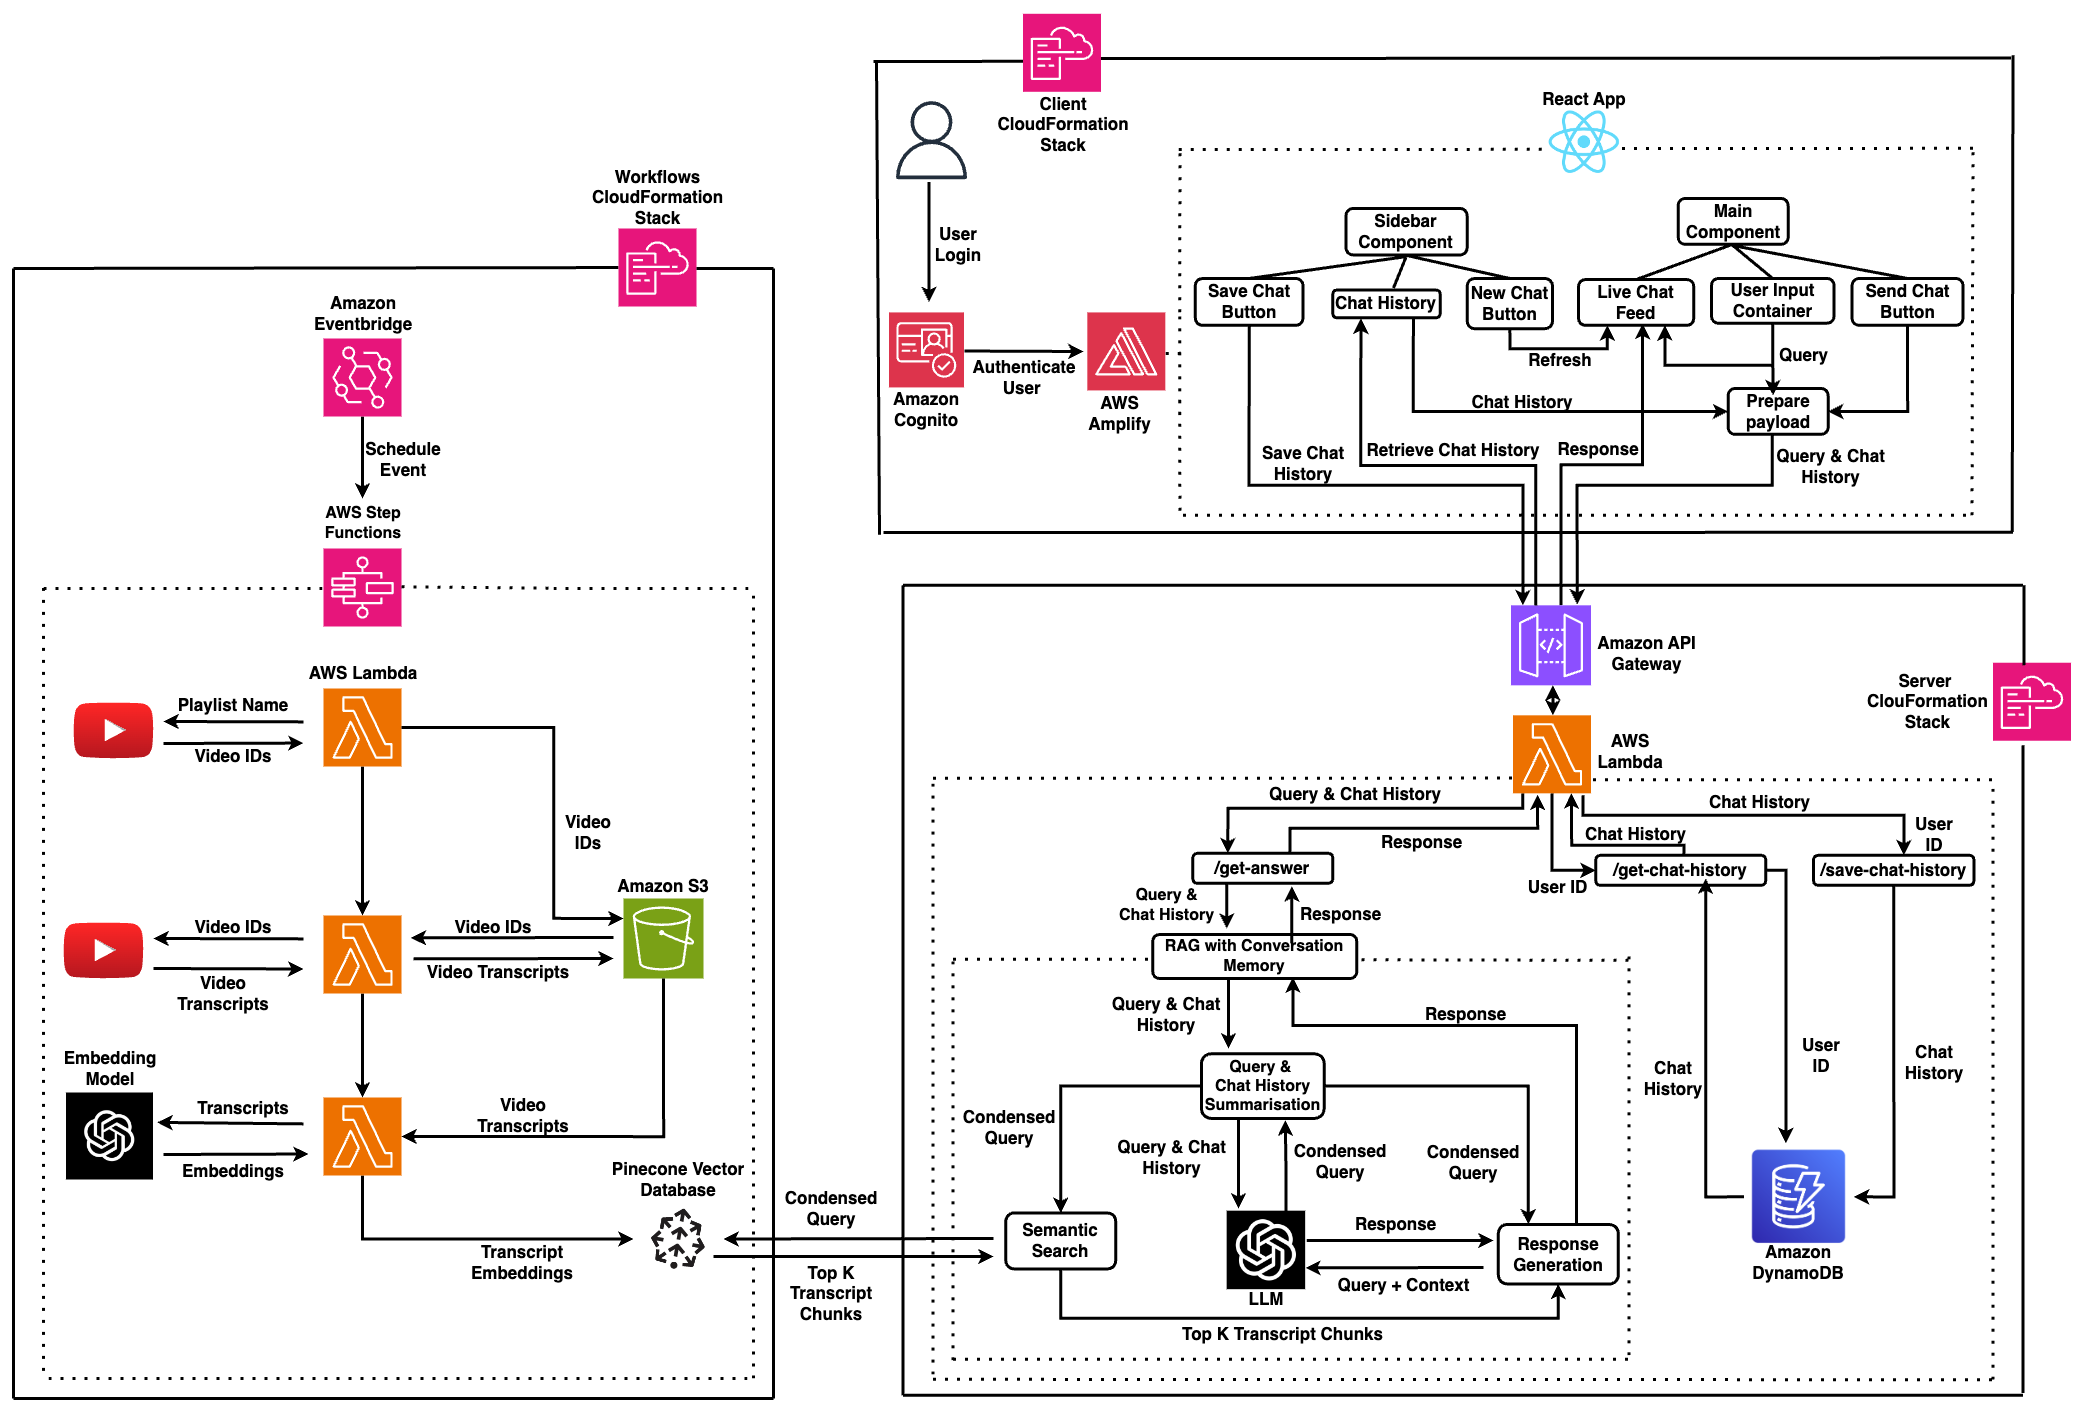 Client
CloudFormation
Stack
User
Login
Amazon
Cognito
Authenticate
User
AWS
Amplify
React App
Sidebar
Component
Main
Component
Save Chat
Button
Chat History
New Chat
Button
Live Chat
Feed
User Input
Container
Send Chat
Button
Refresh
Query
Chat History
Prepare
payload
Save Chat
History
Retrieve Chat History
Response
Query & Chat
History
Workflows
CloudFormation
Stack
Amazon
Eventbridge
Schedule
Event
AWS Step
Functions
AWS Lambda
Playlist Name
Video IDs
Video
IDs
Amazon S3
Video IDs
Video
Transcripts
Video IDs
Video Transcripts
Embedding
Model
Transcripts
Embeddings
Video
Transcripts
Pinecone Vector
Database
Transcript
Embeddings
Condensed
Query
Top K
Transcript
Chunks
Amazon API
Gateway
Server
ClouFormation
Stack
AWS
Lambda
Query & Chat History
Response
Chat History
Chat History
User
ID
/get-answer
User ID
/get-chat-history
/save-chat-history
Query &
Chat History
Response
RAG with Conversation
Memory
Query & Chat
History
Response
Query &
Chat History
Summarisation
Condensed
Query
Query & Chat
History
Condensed
Query
Condensed
Query
Chat
History
User
ID
Chat
History
Semantic
Search
LLM
Response
Query + Context
Response
Generation
Top K Transcript Chunks
Amazon
DynamoDB